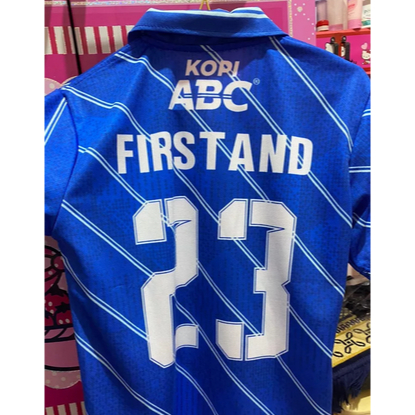 KOPI
ABC®
FIRSTAND
23